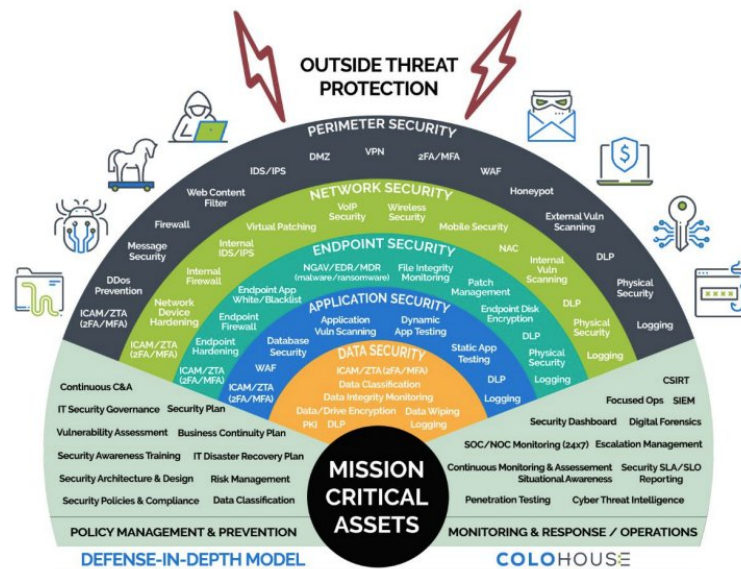 OUTSIDE THREAT
PROTECTION
PERIMETER SECURITY
ICAM/ZTA
(2FA/MFA)
DDos
Prevention
Message
Security
Firewall
Web Content
Filter
IDS/IPS
DMZ
VPN
2FA/MFA
WAF
Honeypot
External Vuln
Scanning
DLP
Physical
Security
Logging
NETWORK SECURITY
ICAM/ZTA
(2FA/MFA)
Network
Device
Hardening
Internal
Firewall
Internal
IDS/IPS
Virtual Patching
VoIP
Security
Wireless
Security
Mobile Security
NAC
Internal
Vuln
Scanning
DLP
Physical
Security
Logging
ENDPOINT SECURITY
ICAM/ZTA
(2FA/MFA)
Endpoint
Hardening
Endpoint
Firewall
Endpoint App
White/Blacklist
NGAV/EDR/MDR
(malware/ransomware)
File Integrity
Monitoring
Patch
Management
Endpoint Disk
Encryption
DLP
Physical
Security
Logging
APPLICATION SECURITY
ICAM/ZTA
(2FA/MFA)
WAF
Database
Security
Application
Vuln Scanning
Dynamic
App Testing
Static App
Testing
DLP
Logging
DATA SECURITY
ICAM/ZTA (2FA/MFA)
Data Classification
Data Integrity Monitoring
Data/Drive Encryption Data Wiping
PKI DLP Logging
MISSION
CRITICAL
ASSETS
Continuous C&A
IT Security Governance Security Plan
Vulnerability Assessment Business Continuity Plan
Security Awareness Training IT Disaster Recovery Plan
Security Architecture & Design Risk Management
Security Policies & Compliance Data Classification
POLICY MANAGEMENT & PREVENTION
CSIRT
Focused Ops SIEM
Security Dashboard Digital Forensics
SOC/NOC Monitoring (24x7) Escalation Management
Continuous Monitoring & Assessment
Situational Awareness
Security SLA/SLO
Reporting
Penetration Testing Cyber Threat Intelligence
MONITORING & RESPONSE / OPERATIONS
DEFENSE-IN-DEPTH MODEL
COLOHOUSE